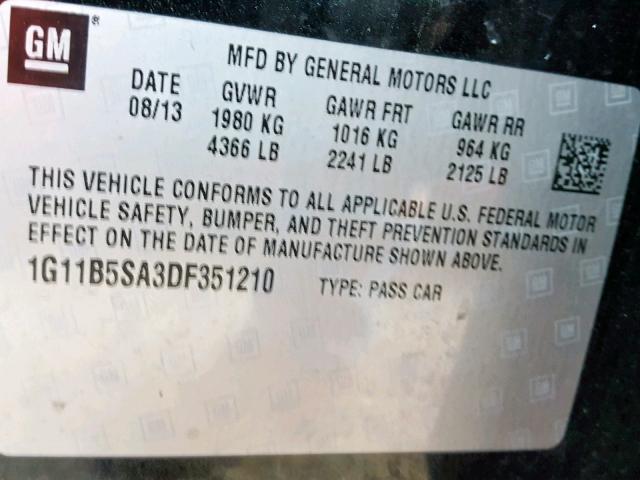 GM ®
MFD BY GENERAL MOTORS LLC
DATE GVWR GAWR FRT GAWR RR
08/13 1980 KG 1016 KG 964 KG
4366 LB 2241 LB 2125 LB
THIS VEHICLE CONFORMS TO ALL APPLICABLE U.S. FEDERAL MOTOR
VEHICLE SAFETY, BUMPER, AND THEFT PREVENTION STANDARDS IN
EFFECT ON THE DATE OF MANUFACTURE SHOWN ABOVE.
1G11B5SA3DF351210 TYPE: PASS CAR